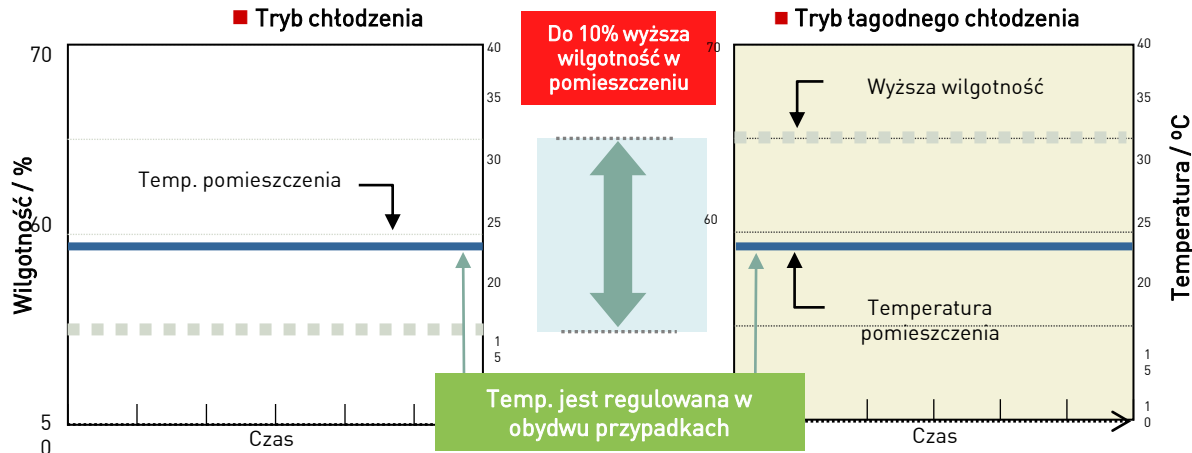 Tryb chłodzenia
Do 10% wyższa
wilgotność w
pomieszczeniu
Tryb łagodnego chłodzenia
70
60
5
0
Wilgotność / %
Temp. pomieszczenia
40
35
30
25
20
1
5
Czas
70
60
Wyższa wilgotność
Temperatura
pomieszczenia
40
35
30
25
20
1
5
1
0
Temperatura / ºC
Czas
Temp. jest regulowana w
obydwu przypadkach